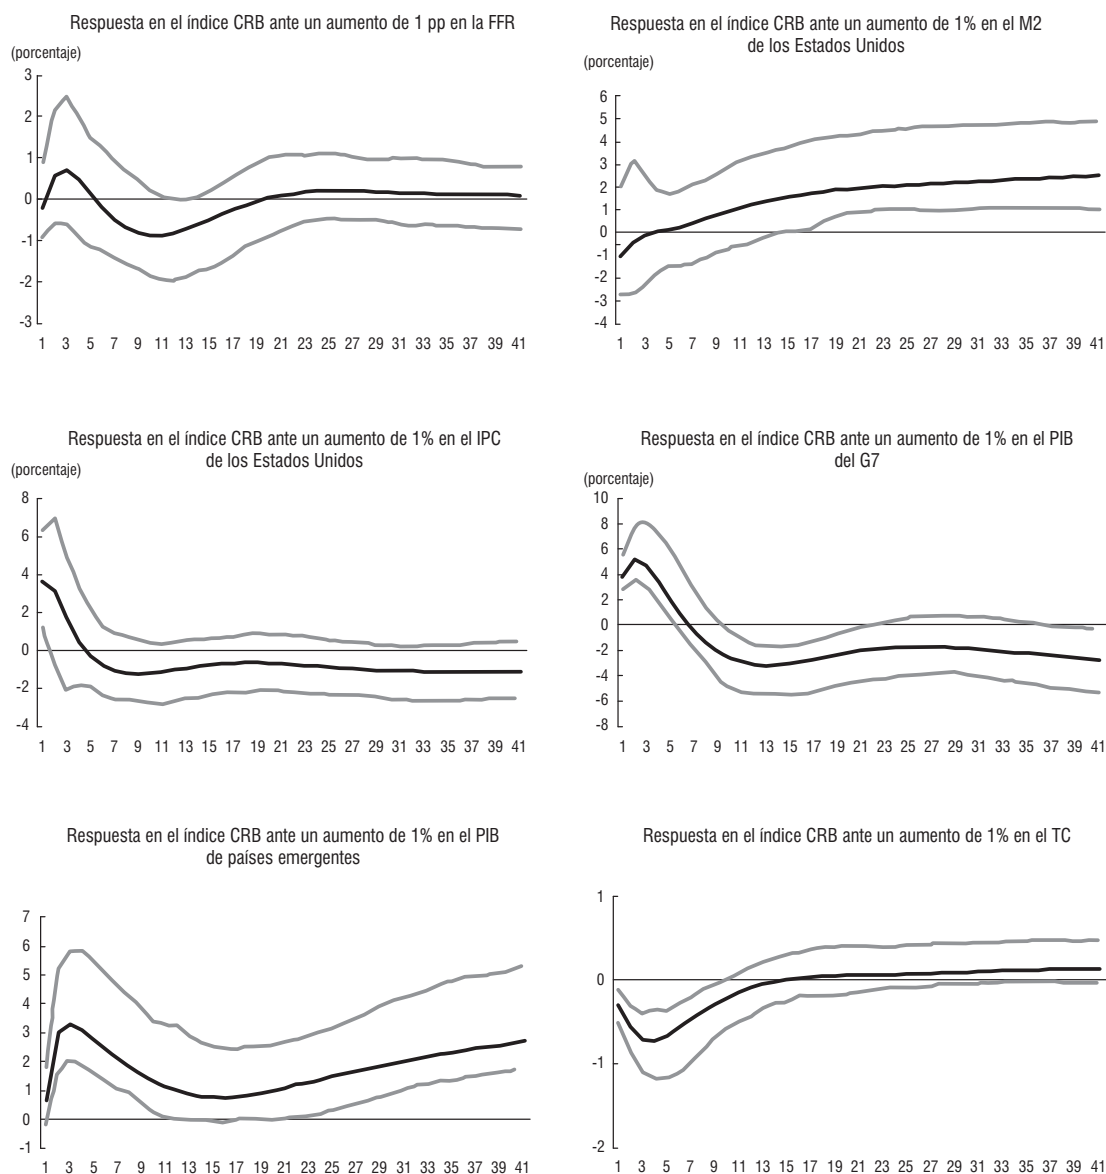 Respuesta en el índice CRB ante un aumento de 1 pp en la FFR
(porcentaje)
3
2
1
0
-1
-2
-3
1 3 5 7 9 11 13 15 17 19 21 23 25 27 29 31 33 35 37 39 41
Respuesta en el índice CRB ante un aumento de 1% en el M2
de los Estados Unidos
(porcentaje)
6
5
4
3
2
1
0
-1
-2
-3
-4
1 3 5 7 9 11 13 15 17 19 21 23 25 27 29 31 33 35 37 39 41
Respuesta en el índice CRB ante un aumento de 1% en el IPC
de los Estados Unidos
(porcentaje)
8
6
4
2
0
-2
-4
1 3 5 7 9 11 13 15 17 19 21 23 25 27 29 31 33 35 37 39 41
Respuesta en el índice CRB ante un aumento de 1% en el PIB
del G7
(porcentaje)
10
8
6
4
2
0
-2
-4
-6
-8
1 3 5 7 9 11 13 15 17 19 21 23 25 27 29 31 33 35 37 39 41
Respuesta en el índice CRB ante un aumento de 1% en el PIB
de países emergentes
7
6
5
4
3
2
1
0
-1
1 3 5 7 9 11 13 15 17 19 21 23 25 27 29 31 33 35 37 39 41
Respuesta en el índice CRB ante un aumento de 1% en el TC
1
0
-1
-2
1 3 5 7 9 11 13 15 17 19 21 23 25 27 29 31 33 35 37 39 41